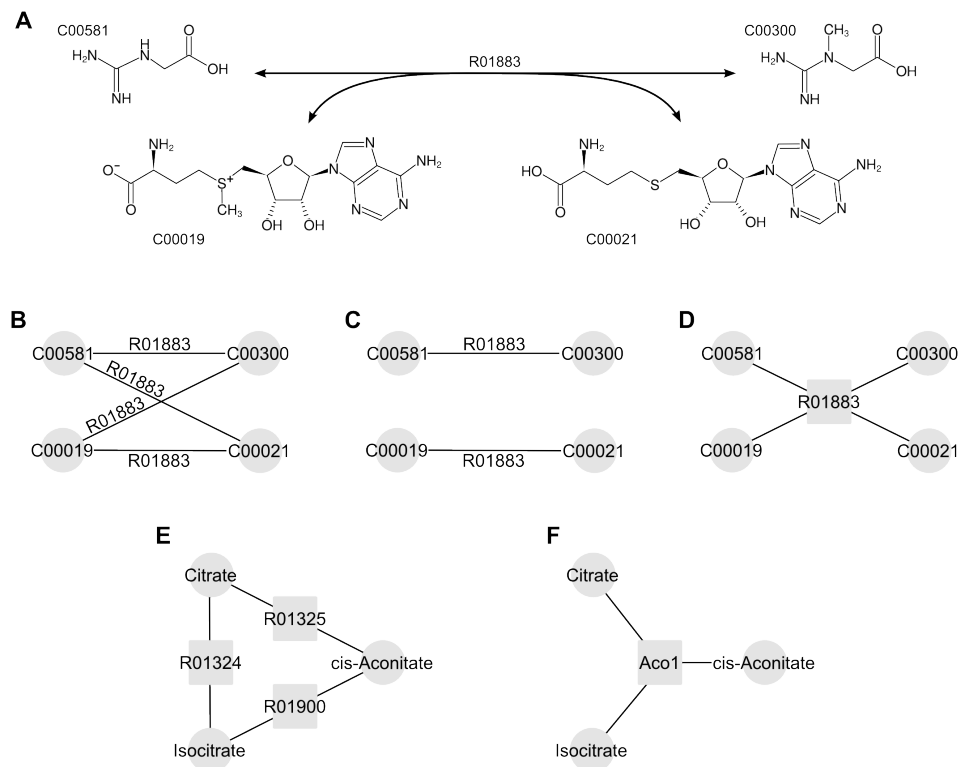 A
C00581
C00300
R01883
H₂N
H
N
O
OH
NH
H₂N
CH₃
N
O
OH
NH
O⁻
O
NH₂
S⁺
CH₃
O
OH
OH
N
N
N
N
NH₂
C00019
HO
O
NH₂
S
O
HO
OH
N
N
N
N
NH₂
C00021
B
C00581
R01883
C00300
R01883
R01883
C00019
R01883
C00021
C
C00581
R01883
C00300
C00019
R01883
C00021
D
C00581
C00300
R01883
C00019
C00021
E
Citrate
R01325
R01324
cis-Aconitate
R01900
Isocitrate
F
Citrate
Aco1
cis-Aconitate
Isocitrate